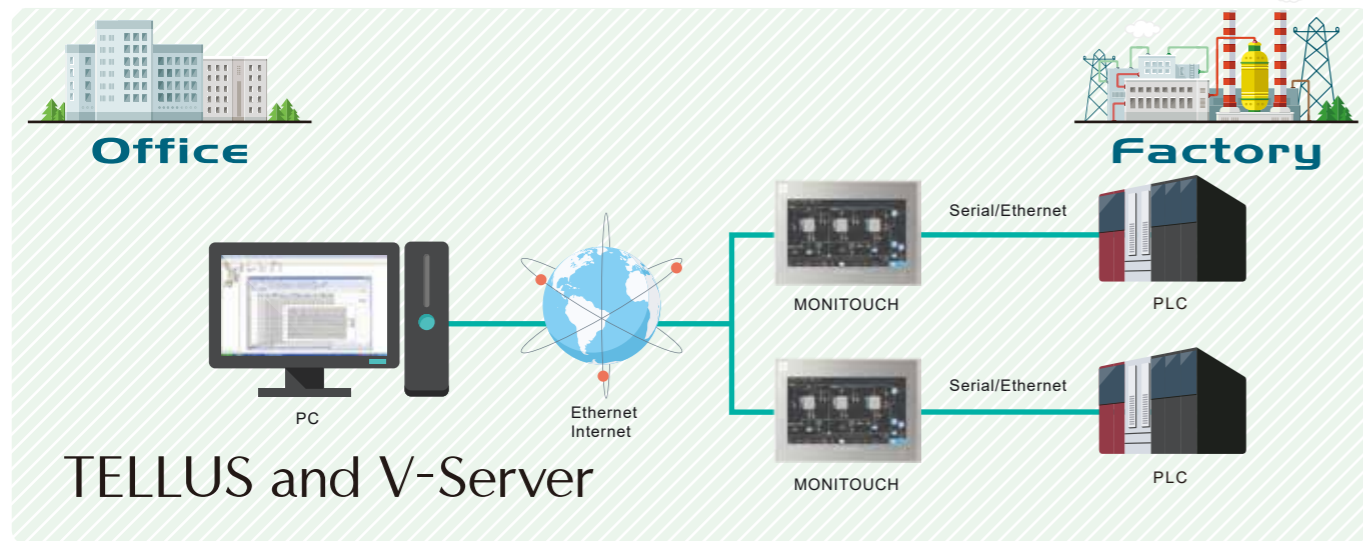 Office
Factory
Serial/Ethernet
MONITOUCH
PLC
PC
Ethernet
Internet
Serial/Ethernet
MONITOUCH
PLC
TELLUS and V-Server